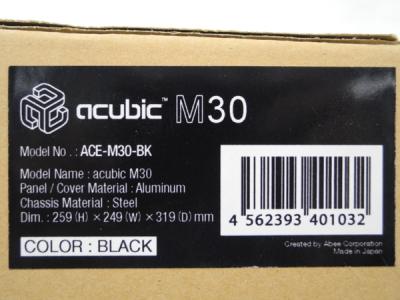 acubic™ M30
Model No. : ACE-M30-BK
Model Name : acubic M30
Panel / Cover Material : Aluminum
Chassis Material : Steel
Dim. : 259 (H) × 249 (W) × 319 (D) mm
COLOR : BLACK
4 562393 401032
Created by Abee Corporation
Made in Japan